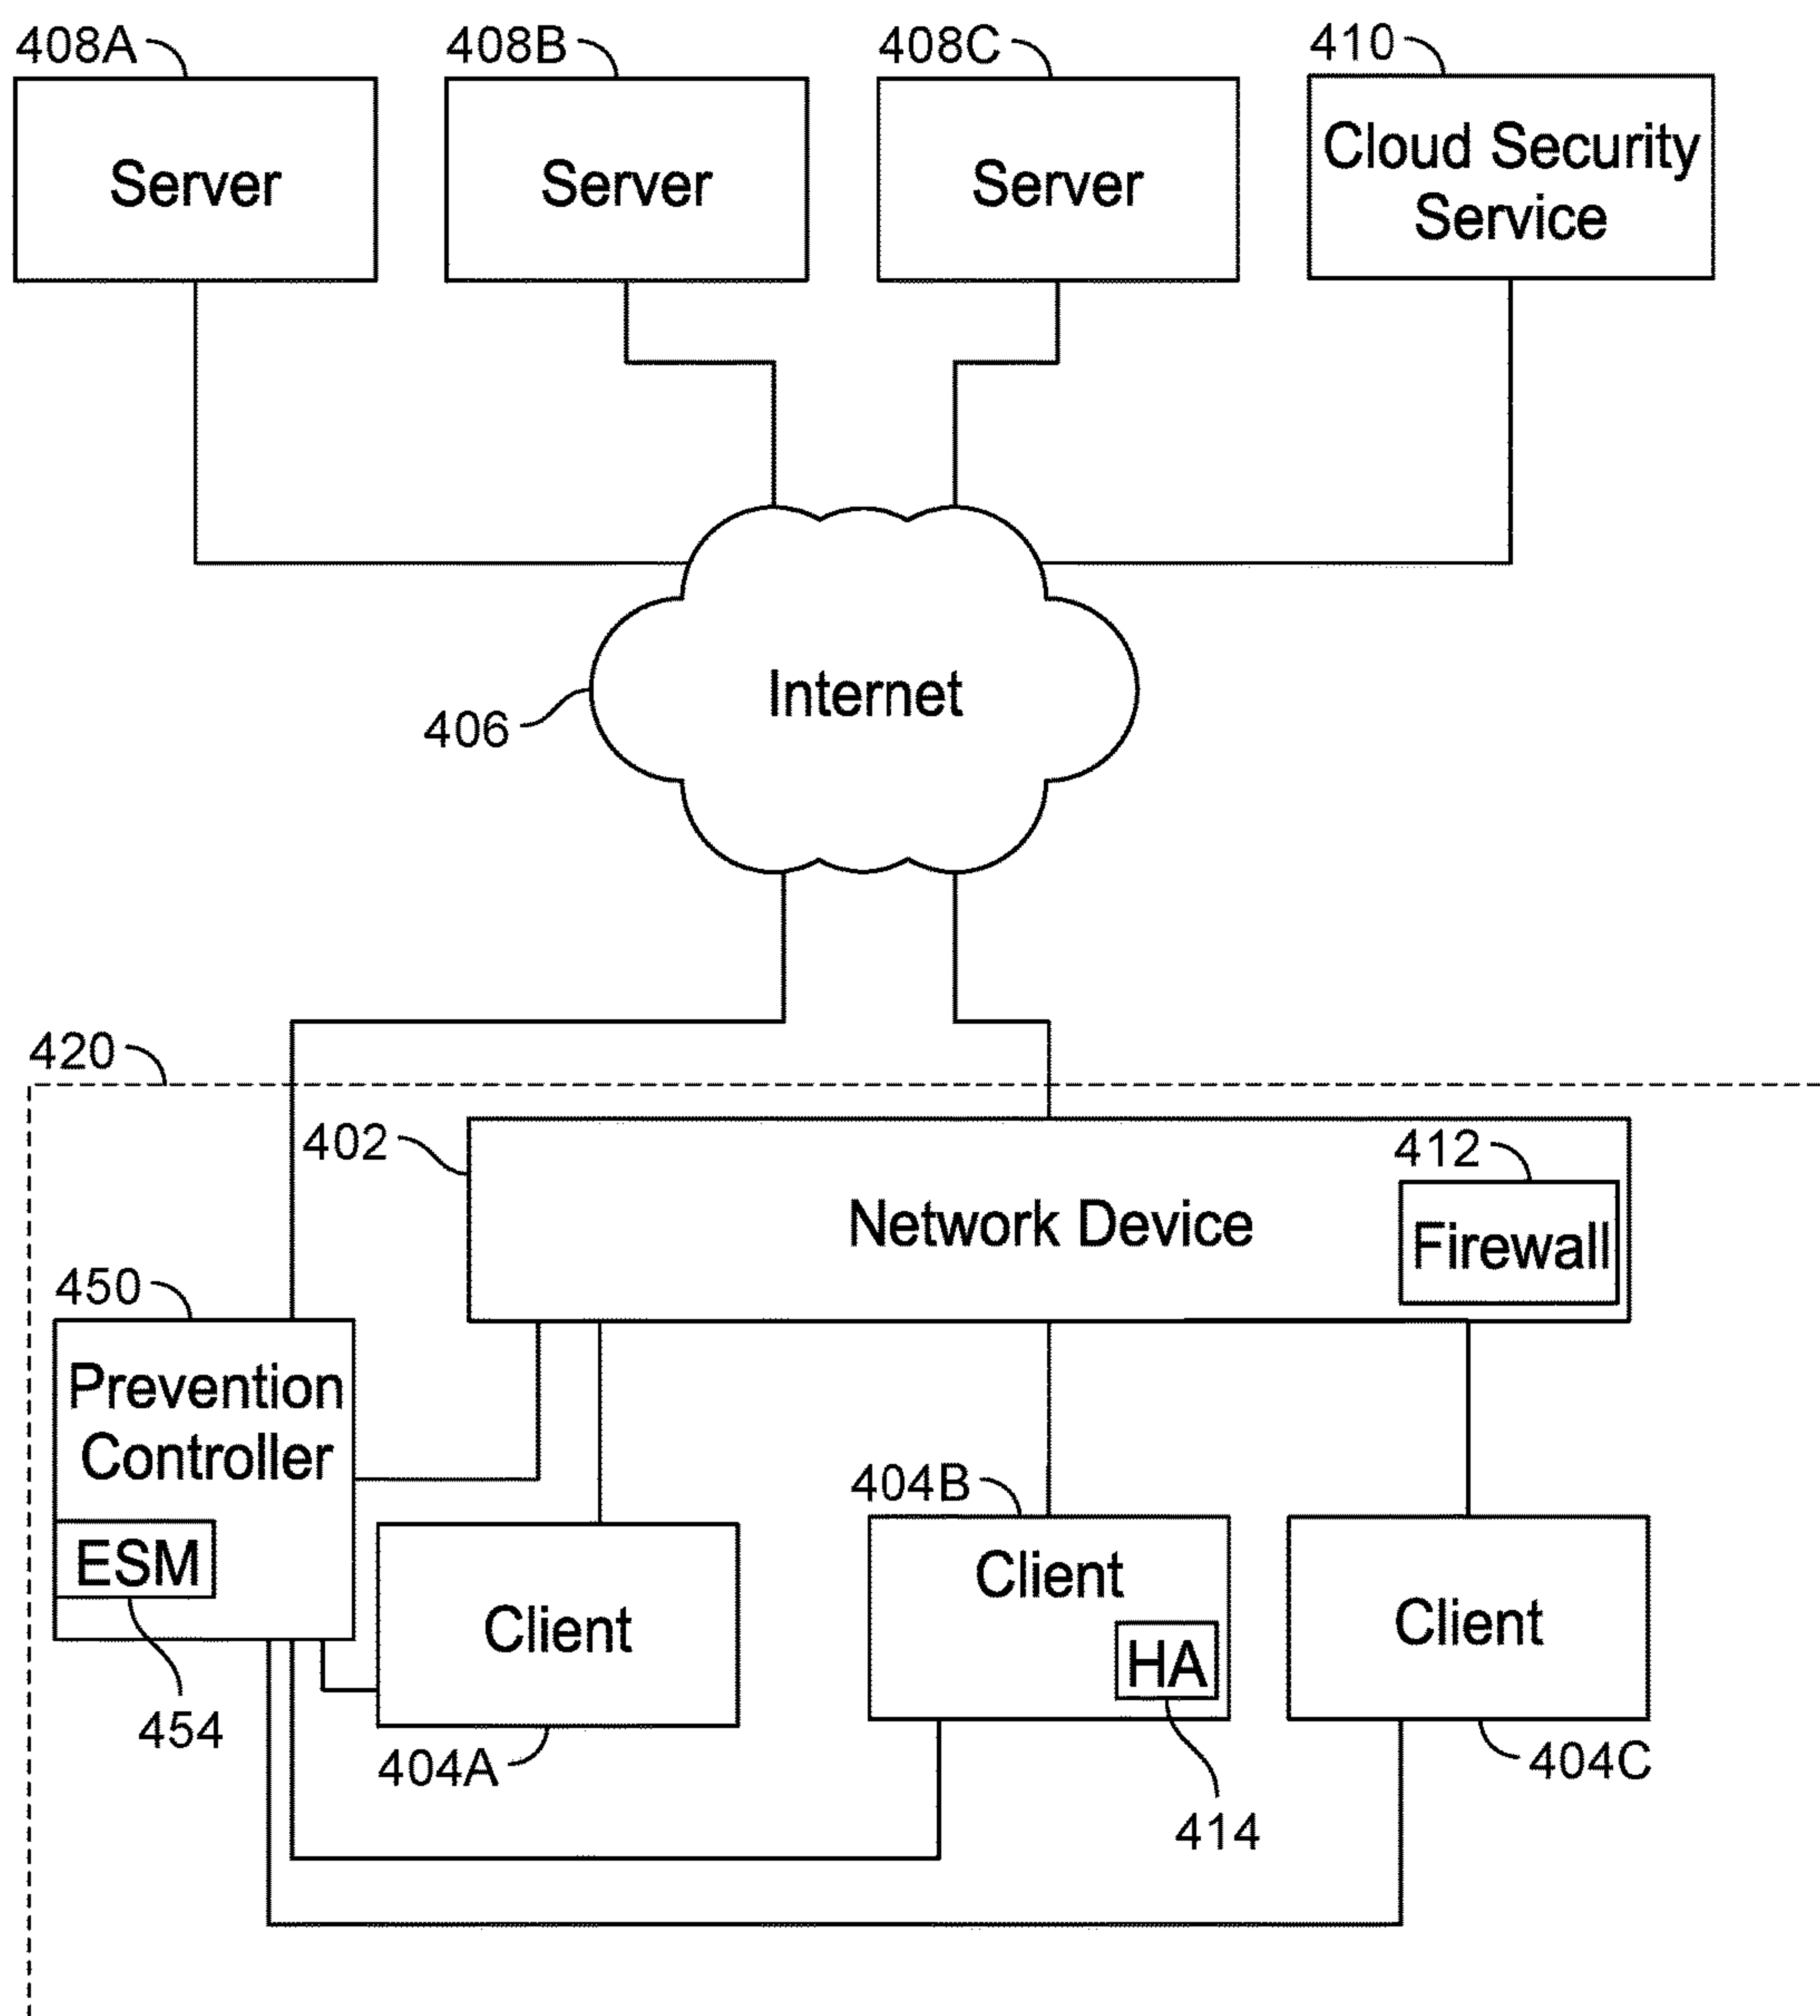 408A
408B
408C
410
Server
Server
Server
Cloud Security
Service
Internet
406
420
402
412
Network Device
Firewall
450
Prevention
Controller
ESM
454
Client
404A
404B
Client
HA
414
Client
404C